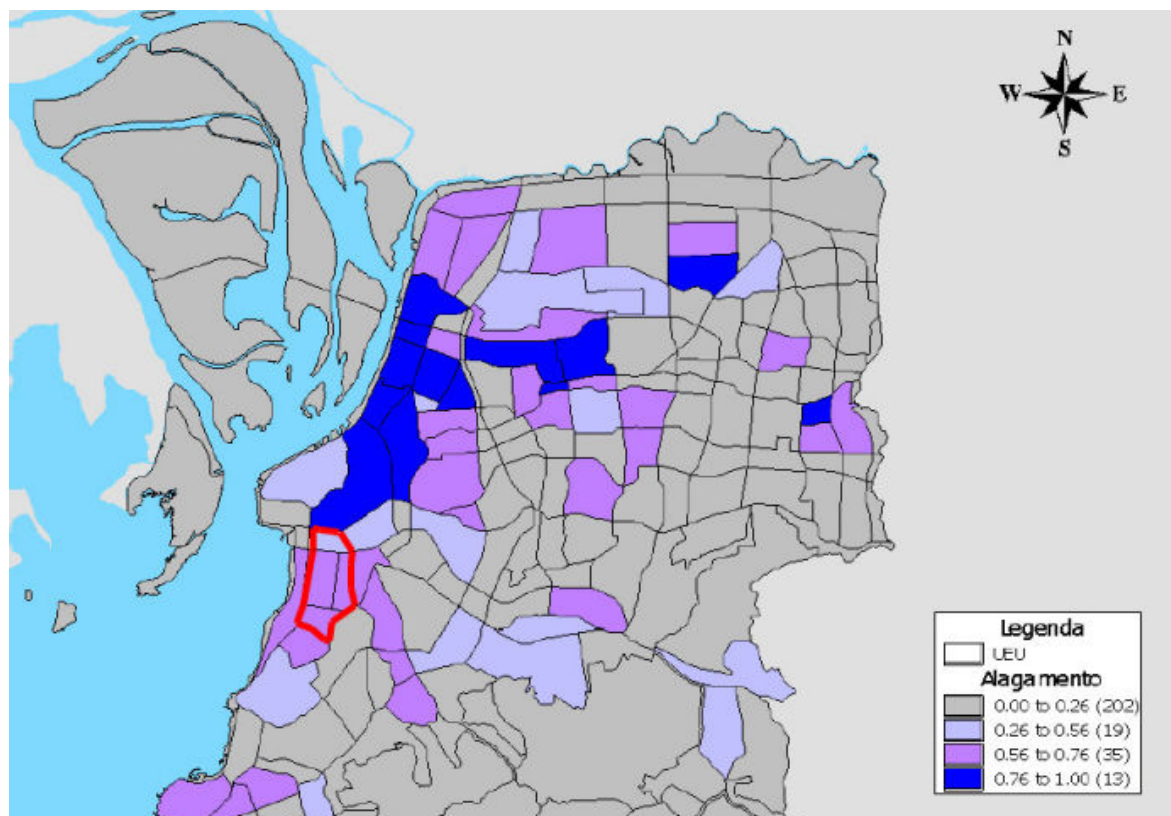 N
W E
S
Legenda
UEU
Alagamento
0.00 to 0.26 (202)
0.26 to 0.56 (19)
0.56 to 0.76 (35)
0.76 to 1.00 (13)